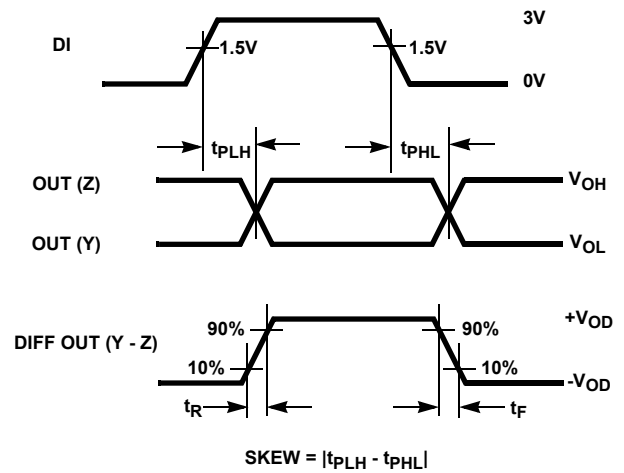 3V
DI
1.5V
1.5V
0V
tPLH
tPHL
OUT (Z)
VOH
OUT (Y)
VOL
+VOD
90%
90%
DIFF OUT (Y - Z)
10%
10%
-VOD
tR
tF
SKEW = |tPLH - tPHL|